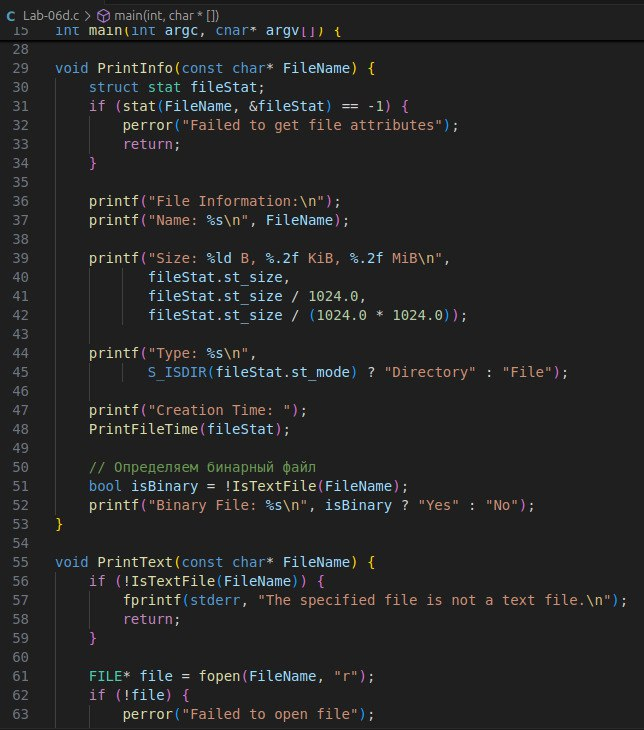 C Lab-06d.c > main(int, char * [])
15 int main(int argc, char* argv[]) {
28
29 void PrintInfo(const char* FileName) {
30     struct stat fileStat;
31     if (stat(FileName, &fileStat) == -1) {
32         perror("Failed to get file attributes");
33         return;
34     }
35
36     printf("File Information:\n");
37     printf("Name: %s\n", FileName);
38
39     printf("Size: %ld B, %.2f KiB, %.2f MiB\n",
40            fileStat.st_size,
41            fileStat.st_size / 1024.0,
42            fileStat.st_size / (1024.0 * 1024.0));
43
44     printf("Type: %s\n",
45            S_ISDIR(fileStat.st_mode) ? "Directory" : "File");
46
47     printf("Creation Time: ");
48     PrintFileTime(fileStat);
49
50     // Определяем бинарный файл
51     bool isBinary = !IsTextFile(FileName);
52     printf("Binary File: %s\n", isBinary ? "Yes" : "No");
53 }
54
55 void PrintText(const char* FileName) {
56     if (!IsTextFile(FileName)) {
57         fprintf(stderr, "The specified file is not a text file.\n");
58         return;
59     }
60
61     FILE* file = fopen(FileName, "r");
62     if (!file) {
63         perror("Failed to open file");